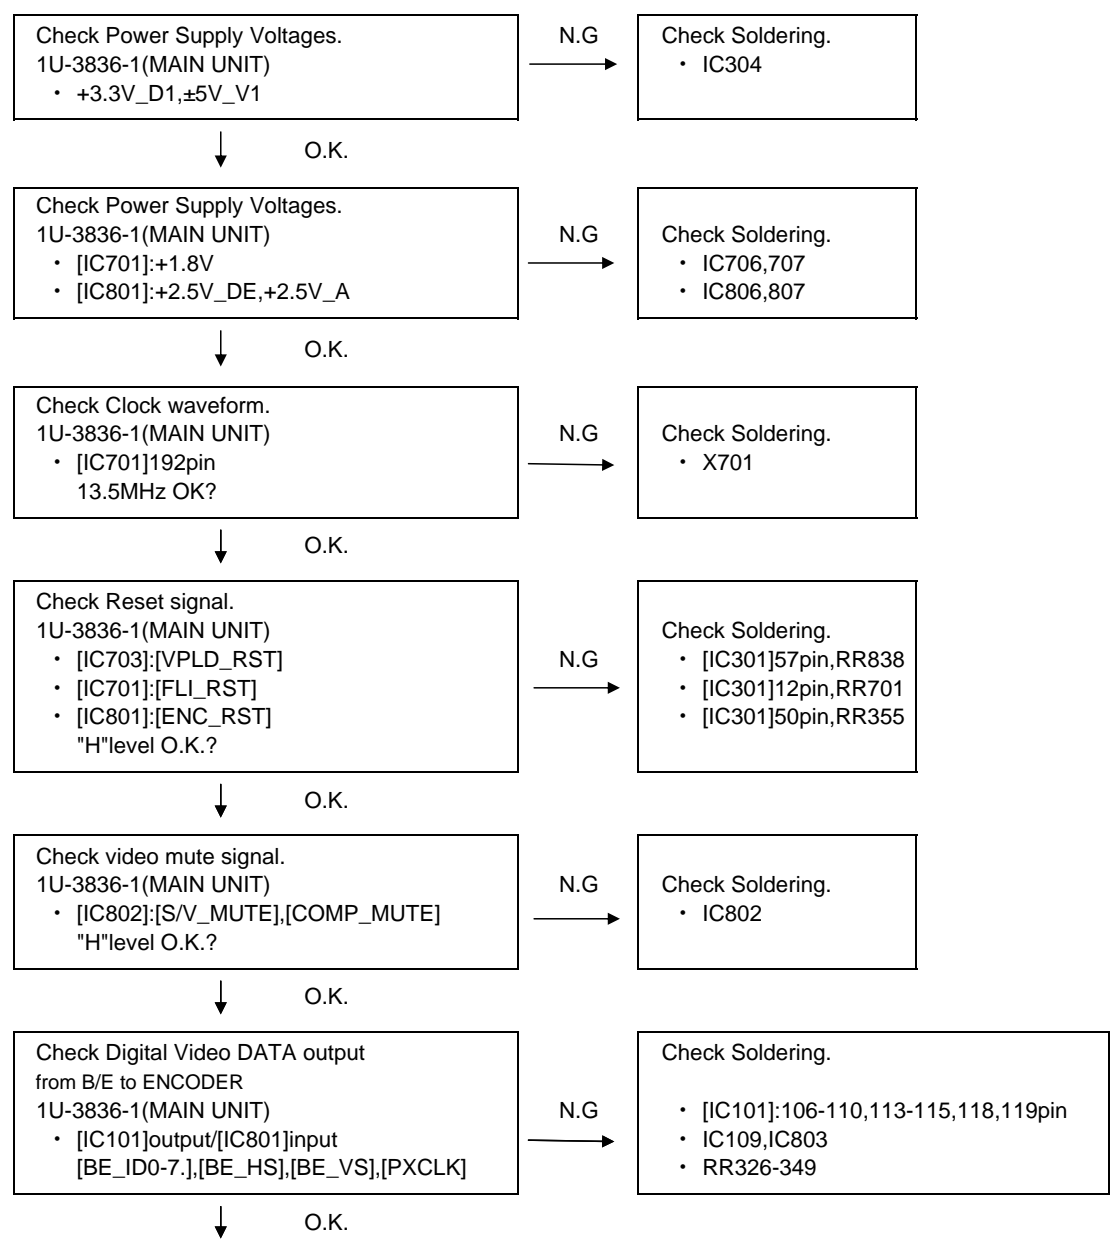 Check Power Supply Voltages.
1U-3836-1(MAIN UNIT)
・ +3.3V_D1,±5V_V1
N.G
Check Soldering.
・ IC304
O.K.
Check Power Supply Voltages.
1U-3836-1(MAIN UNIT)
・ [IC701]:+1.8V
・ [IC801]:+2.5V_DE,+2.5V_A
N.G
Check Soldering.
・ IC706,707
・ IC806,807
O.K.
Check Clock waveform.
1U-3836-1(MAIN UNIT)
・ [IC701]192pin
13.5MHz OK?
N.G
Check Soldering.
・ X701
O.K.
Check Reset signal.
1U-3836-1(MAIN UNIT)
・ [IC703]:[VPLD_RST]
・ [IC701]:[FLI_RST]
・ [IC801]:[ENC_RST]
"H"level O.K.?
N.G
Check Soldering.
・ [IC301]57pin,RR838
・ [IC301]12pin,RR701
・ [IC301]50pin,RR355
O.K.
Check video mute signal.
1U-3836-1(MAIN UNIT)
・ [IC802]:[S/V_MUTE],[COMP_MUTE]
"H"level O.K.?
N.G
Check Soldering.
・ IC802
O.K.
Check Digital Video DATA output
from B/E to ENCODER
1U-3836-1(MAIN UNIT)
・ [IC101]output/[IC801]input
[BE_ID0-7.],[BE_HS],[BE_VS],[PXCLK]
N.G
Check Soldering.
・ [IC101]:106-110,113-115,118,119pin
・ IC109,IC803
・ RR326-349
O.K.